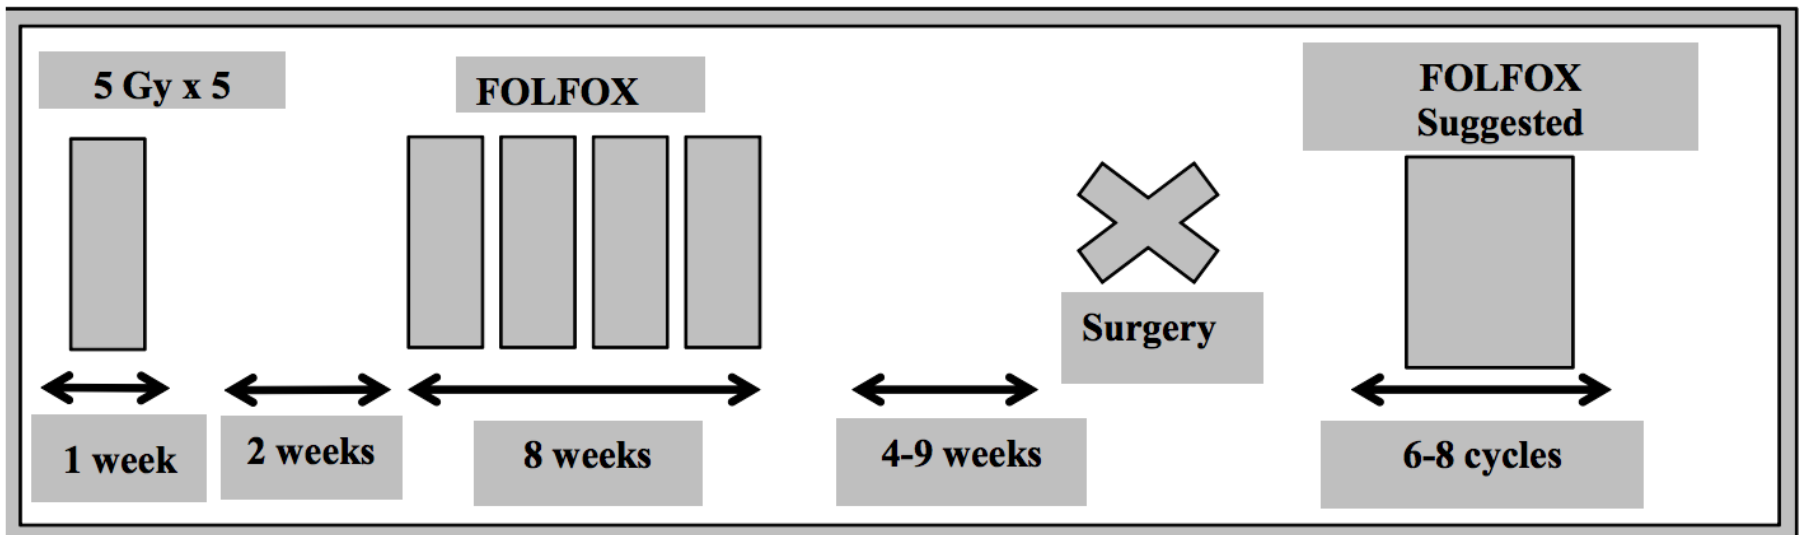 5 Gy x 5
FOLFOX
FOLFOX
Suggested
Surgery
1 week
2 weeks
8 weeks
4-9 weeks
6-8 cycles